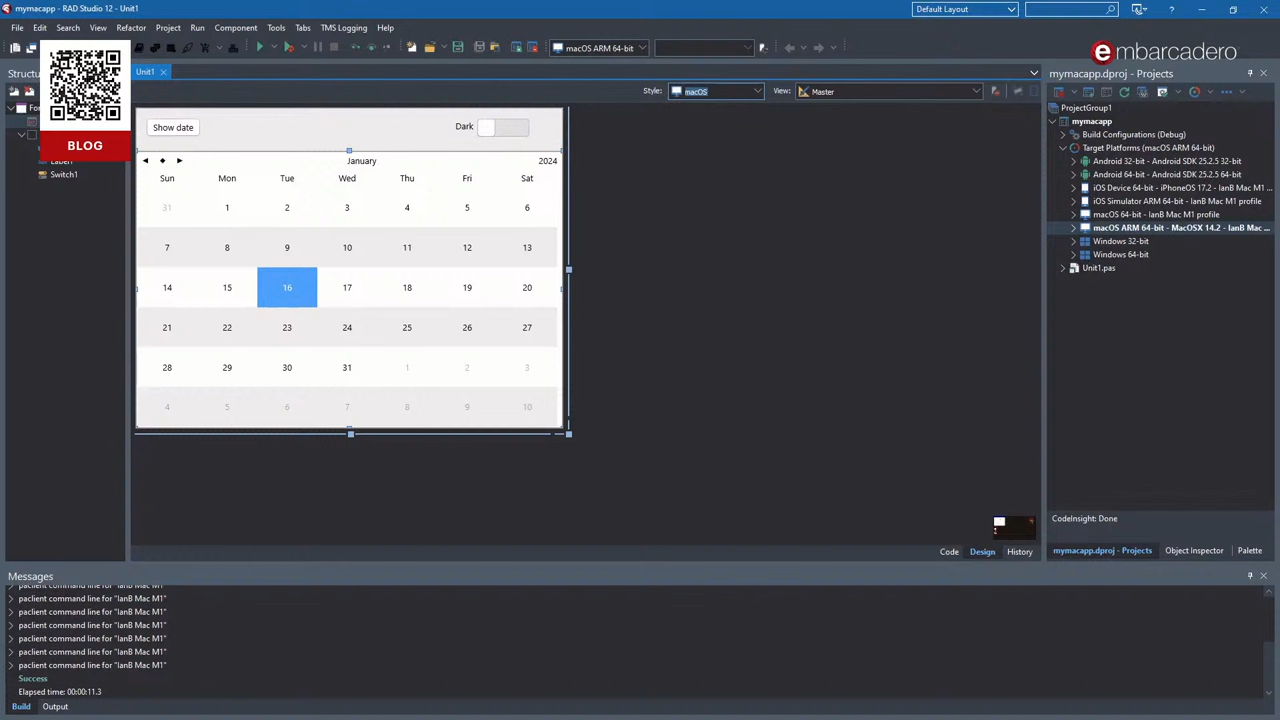 mymacapp - RAD Studio 12 - Unit1
Default Layout
File Edit Search View Refactor Project Run Component Tools Tabs TMS Logging Help
macOS ARM 64-bit
embarcadero
BLOG
Unit1
Style: macOS View: Master
Show date
Dark
January 2024
Sun Mon Tue Wed Thu Fri Sat
31 1 2 3 4 5 6
7 8 9 10 11 12 13
14 15 16 17 18 19 20
21 22 23 24 25 26 27
28 29 30 31 1 2 3
4 5 6 7 8 9 10
Label1
Switch1
mymacapp.dproj - Projects
ProjectGroup1
mymacapp
Build Configurations (Debug)
Target Platforms (macOS ARM 64-bit)
Android 32-bit - Android SDK 25.2.5 32-bit
Android 64-bit - Android SDK 25.2.5 64-bit
iOS Device 64-bit - iPhoneOS 17.2 - IanB Mac M1 ...
iOS Simulator ARM 64-bit - IanB Mac M1 profile
macOS 64-bit - IanB Mac M1 profile
macOS ARM 64-bit - MacOSX 14.2 - IanB Mac ...
Windows 32-bit
Windows 64-bit
Unit1.pas
CodeInsight: Done
Code Design History
mymacapp.dproj - Projects Object Inspector Palette
Messages
paclient command line for "IanB Mac M1"
paclient command line for "IanB Mac M1"
paclient command line for "IanB Mac M1"
paclient command line for "IanB Mac M1"
paclient command line for "IanB Mac M1"
paclient command line for "IanB Mac M1"
paclient command line for "IanB Mac M1"
Success
Elapsed time: 00:00:11.3
Build Output